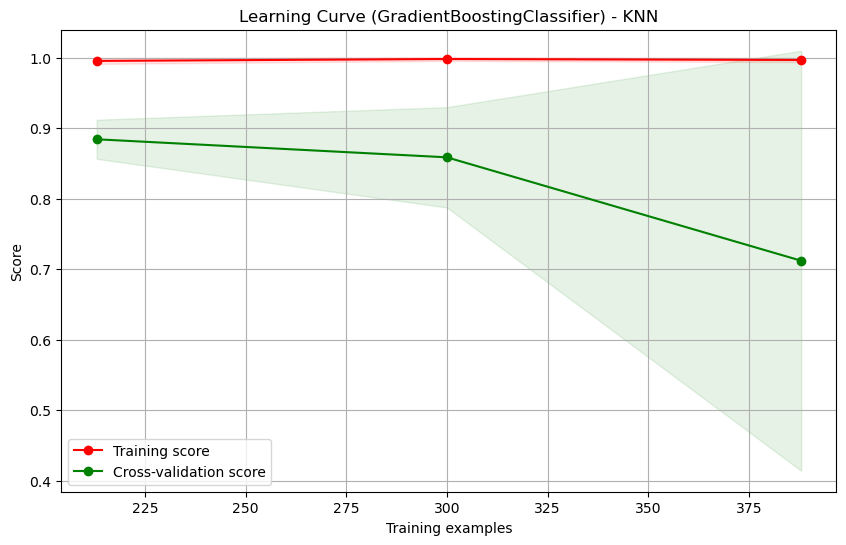 Learning Curve (GradientBoostingClassifier) - KNN
1.0
0.9
0.8
0.7
0.6
0.5
0.4
Score
Training score
Cross-validation score
225
250
275
300
325
350
375
Training examples